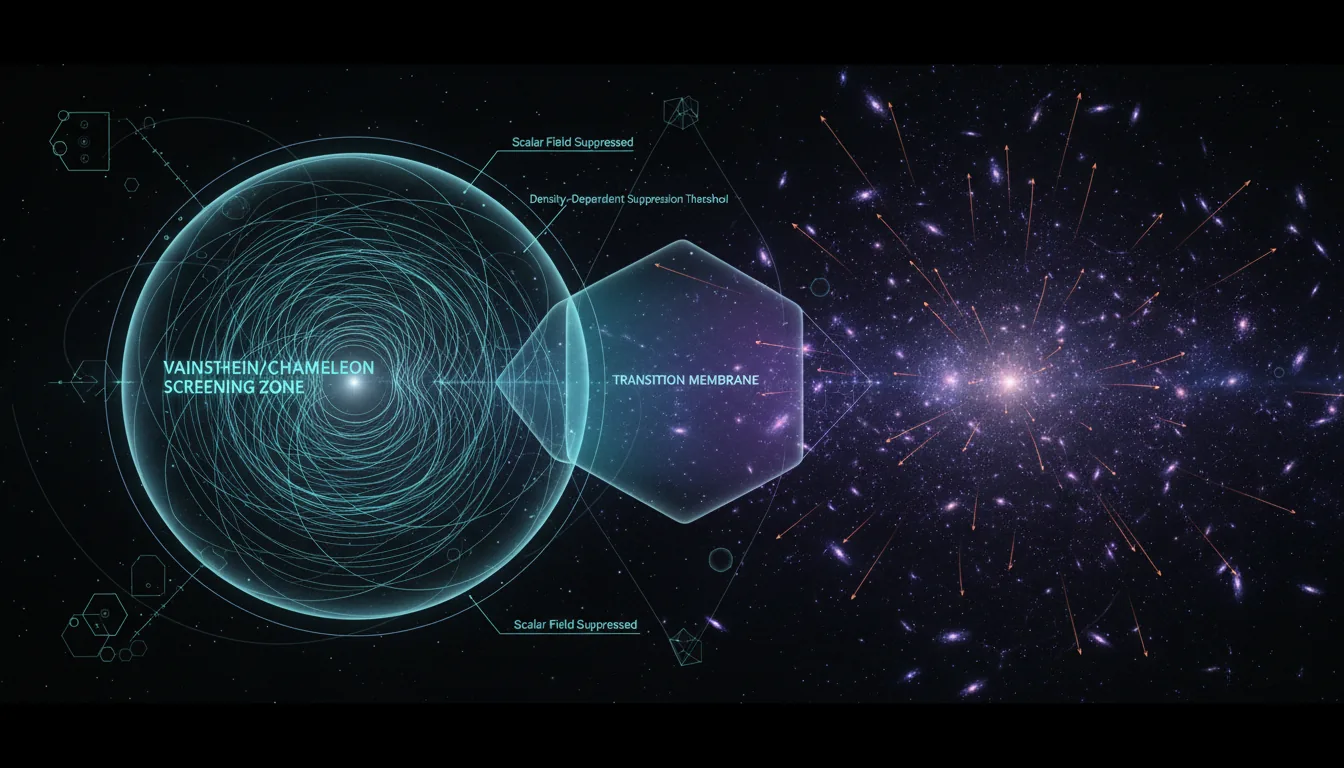 Scalar Field Suppressed
Density-Dependent Suppression Thershol
VAINSTHEIN/CHAMELEON
SCREENING ZONE
TRANSITION MEMBRANE
Scalar Field Suppressed